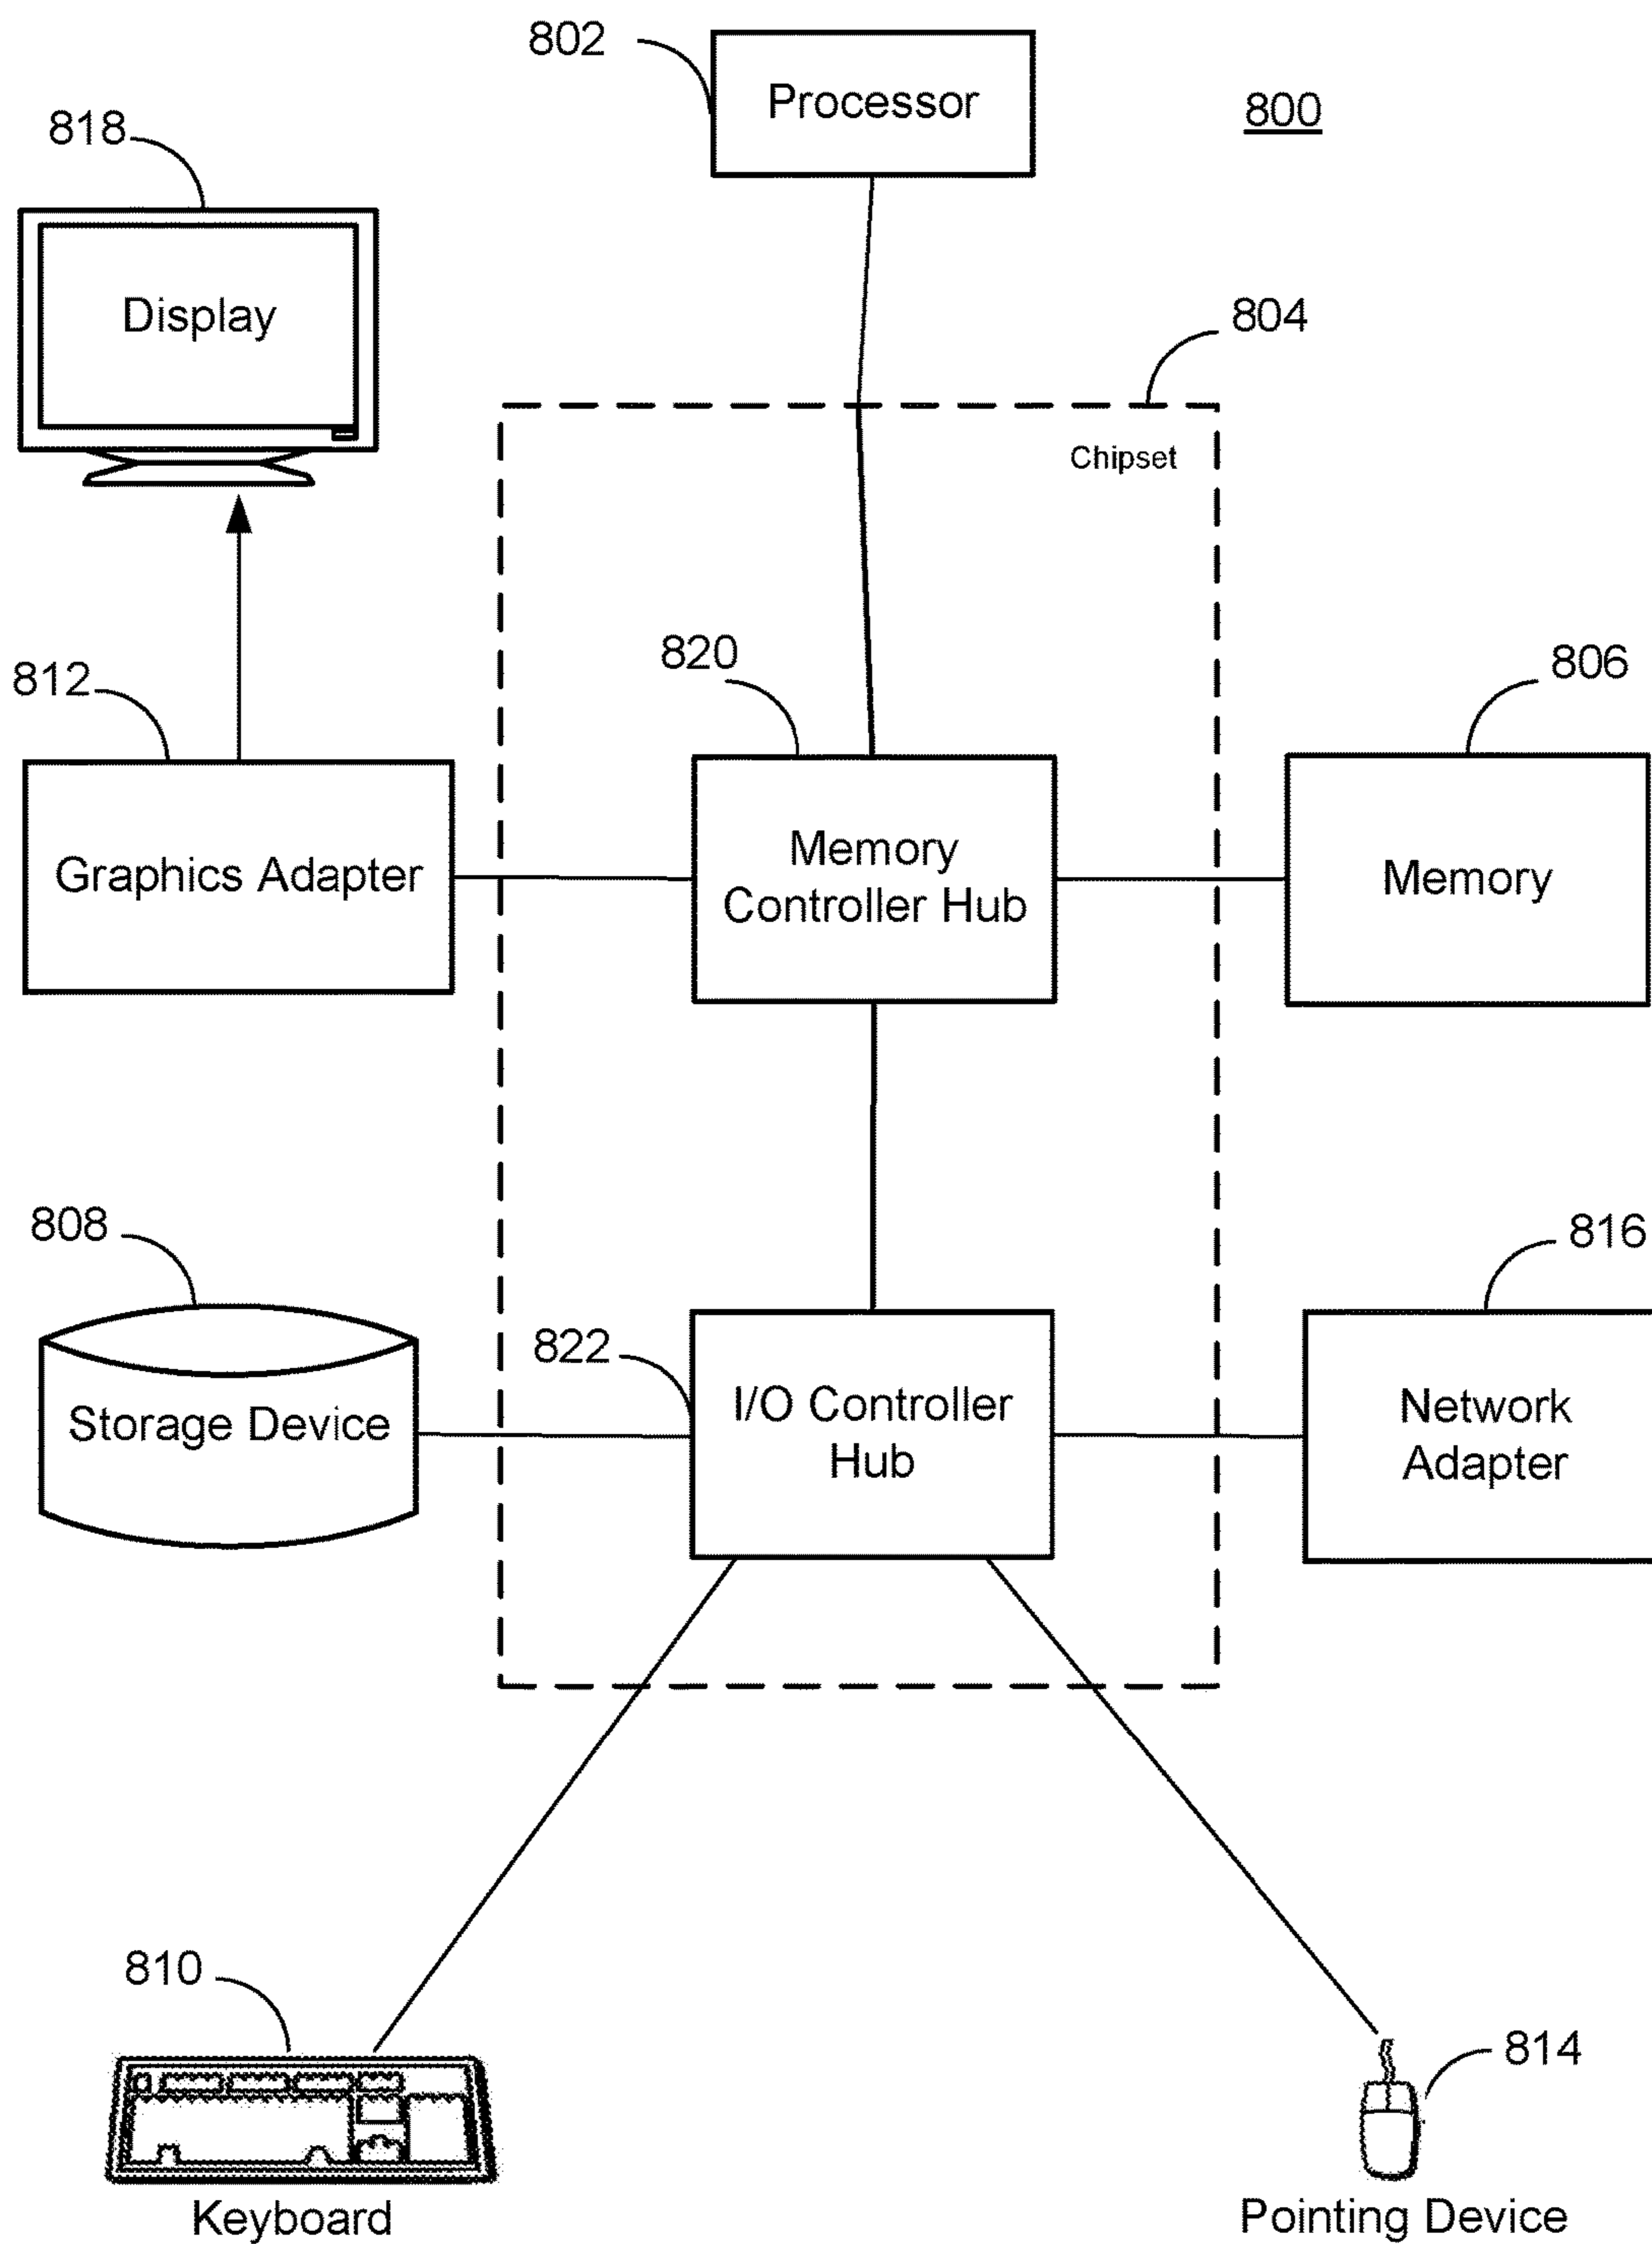 802
Processor
800
818
Display
804
Chipset
820
806
812
Memory
Controller Hub
Graphics Adapter
Memory
808
816
822
I/O Controller
Hub
Storage Device
Network
Adapter
810
814
Keyboard
Pointing Device